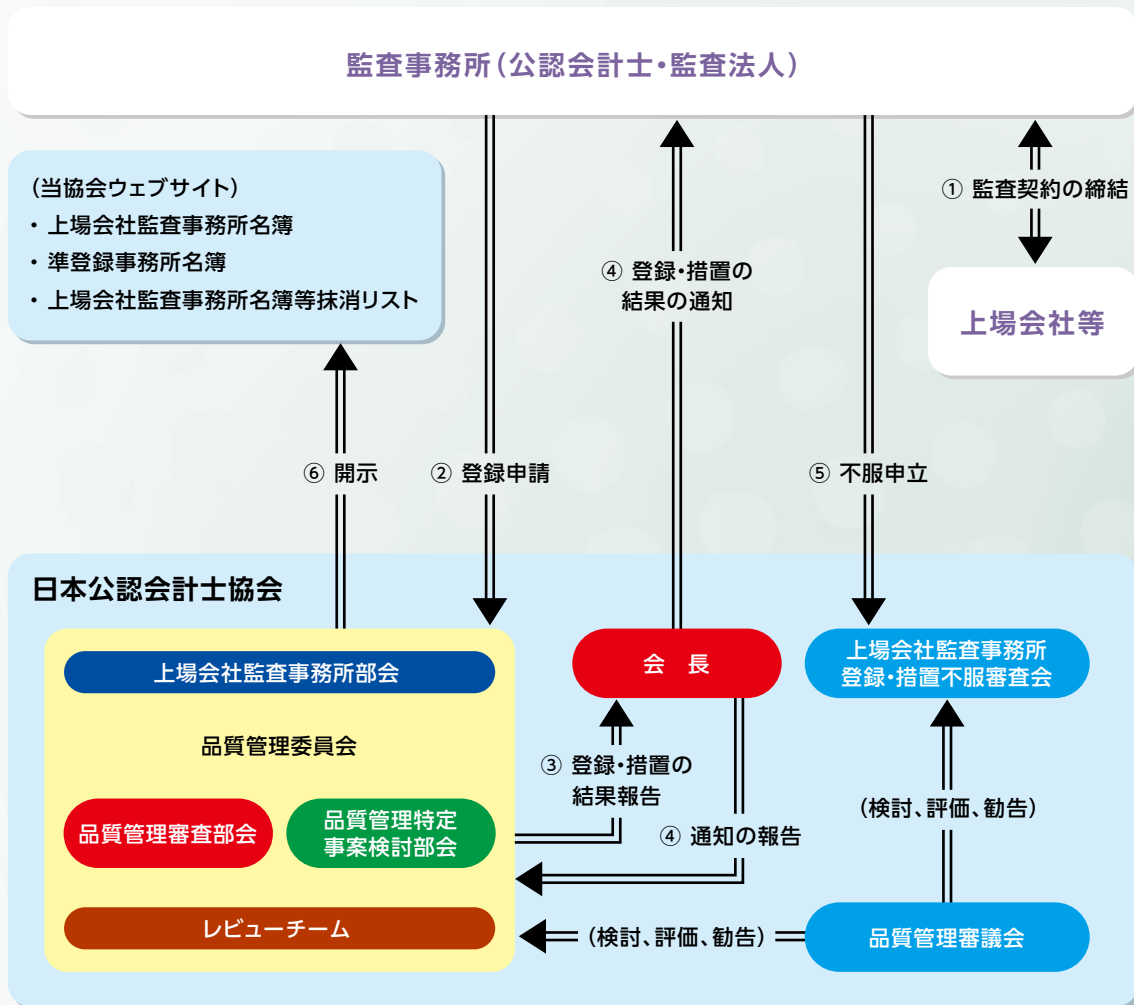 監査事務所(公認会計士・監査法人)
(当協会ウェブサイト)
・ 上場会社監査事務所名簿
・ 準登録事務所名簿
・ 上場会社監査事務所名簿等抹消リスト
① 監査契約の締結
④ 登録・措置の
結果の通知
上場会社等
⑥ 開示
② 登録申請
⑤ 不服申立
日本公認会計士協会
上場会社監査事務所部会
品質管理委員会
品質管理審査部会
品質管理特定
事案検討部会
レビューチーム
会 長
③ 登録・措置の
結果報告
④ 通知の報告
上場会社監査事務所
登録・措置不服審査会
(検討、評価、勧告)
(検討、評価、勧告)
品質管理審議会